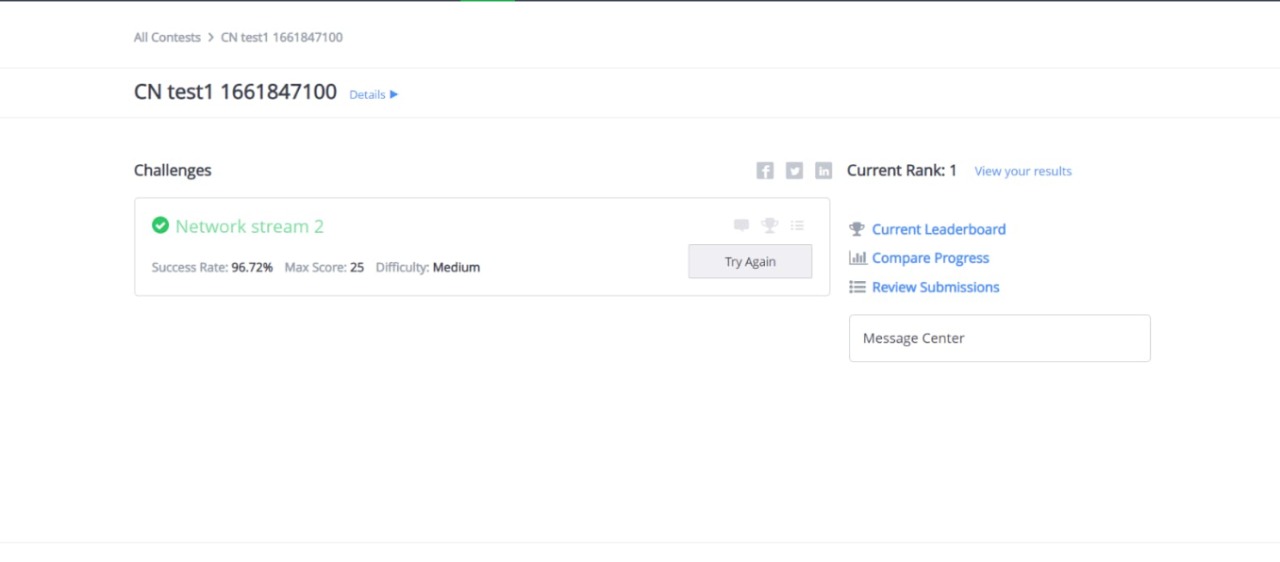 All Contests > CN test1 1661847100
CN test1 1661847100 Details ▶
Challenges
Network stream 2
Success Rate: 96.72% Max Score: 25 Difficulty: Medium
Try Again
Current Rank: 1 View your results
Current Leaderboard
Compare Progress
Review Submissions
Message Center